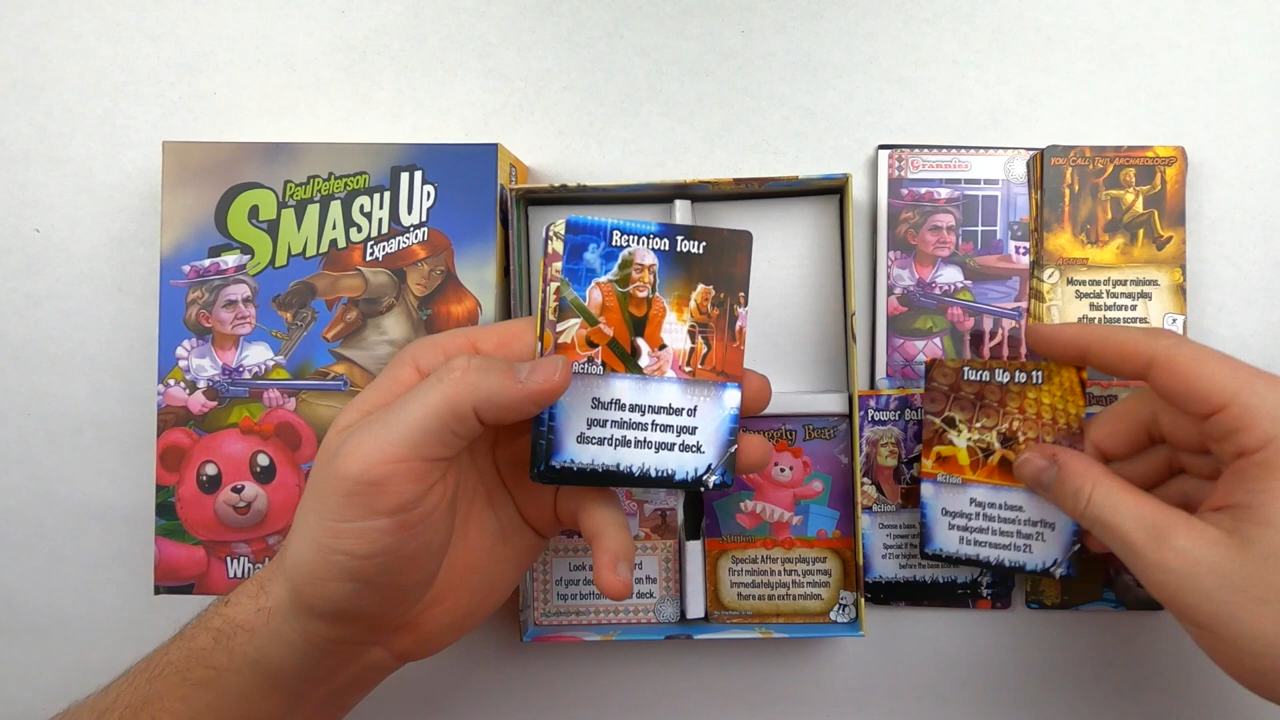 Paul Peterson
SMASH UP
Expansion
Wha
Reunion Tour
Action
Shuffle any number of
your minions from your
discard pile into your deck.
Look
rd
of your dec
on the
top or bottom
r deck.
Snuggly Bear
Minion
Special: After you play your
first minion in a turn, you may
immediately play this minion
there as an extra minion.
Grannies
You Call This Archaeology?
Action
Move one of your minions.
Special: You may play
this before or
after a base scores.
Power Ball
Action
Choose a base.
+1 power unt
Special: If the
of 21 or higher,
before the base sco
Turn Up to 11
Action
Play on a base.
Ongoing: If this base's starting
breakpoint is less than 21,
it is increased to 21.
Bears